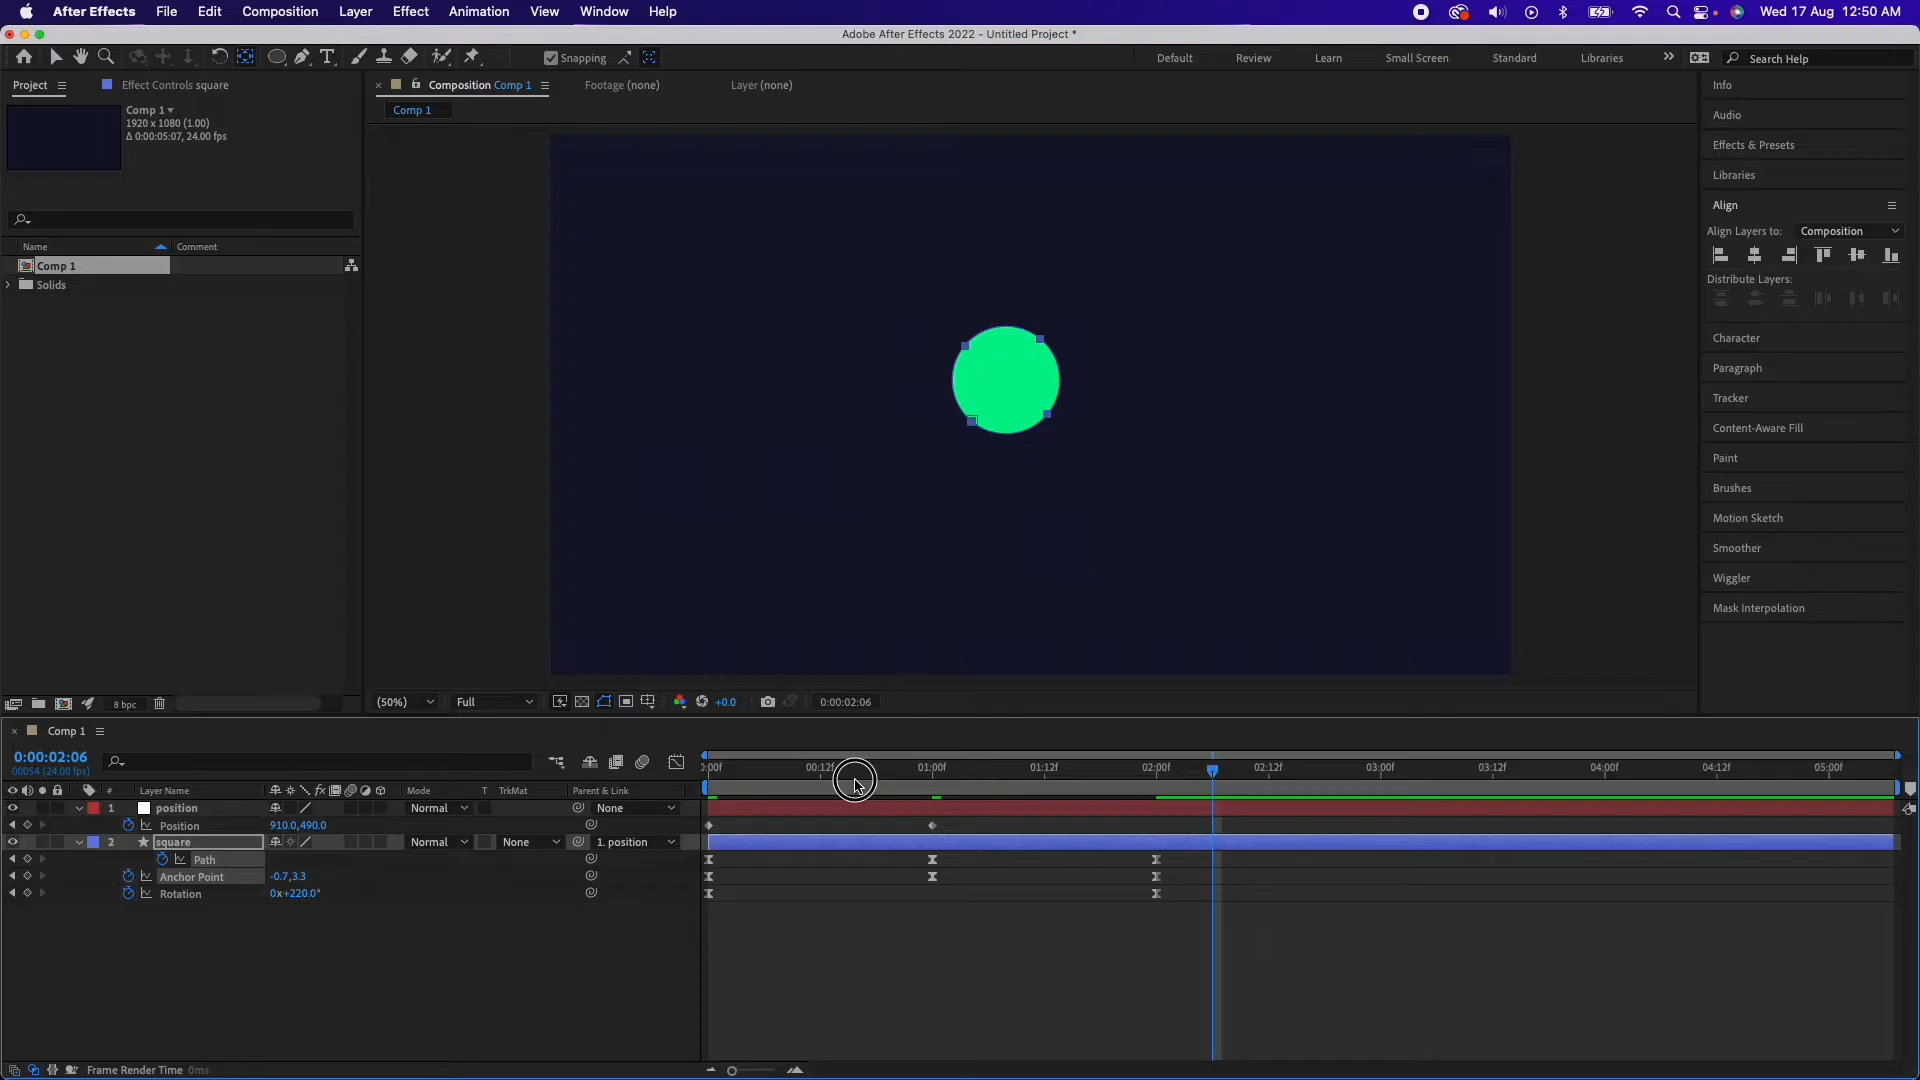 After Effects File Edit Composition Layer Effect Animation View Window Help Wed 17 Aug 12:50 AM
Adobe After Effects 2022 - Untitled Project *
Snapping Default Review Learn Small Screen Standard Libraries Search Help
Project Effect Controls square Composition Comp 1 Footage (none) Layer (none) Info
Comp 1
Comp 1
1920 x 1080 (1.00)
Δ 0:00:05:07, 24.00 fps
Audio
Effects & Presets
Libraries
Align
Align Layers to: Composition
Distribute Layers:
Name Comment
Comp 1
Solids
Character
Paragraph
Tracker
Content-Aware Fill
Paint
Brushes
Motion Sketch
Smoother
Wiggler
Mask Interpolation
8 bpc (50%) Full +0.0 0:00:02:06
Comp 1
0:00:02:06
00054 (24.00 fps)
0:00f 00:12f 01:00f 01:12f 02:00f 02:12f 03:00f 03:12f 04:00f 04:12f 05:00f
# Layer Name Mode T TrkMat Parent & Link
1 position Normal None
Position 910.0,490.0
2 square Normal None 1. position
Path
Anchor Point -0.7,3.3
Rotation 0x+220.0°
Frame Render Time 0ms